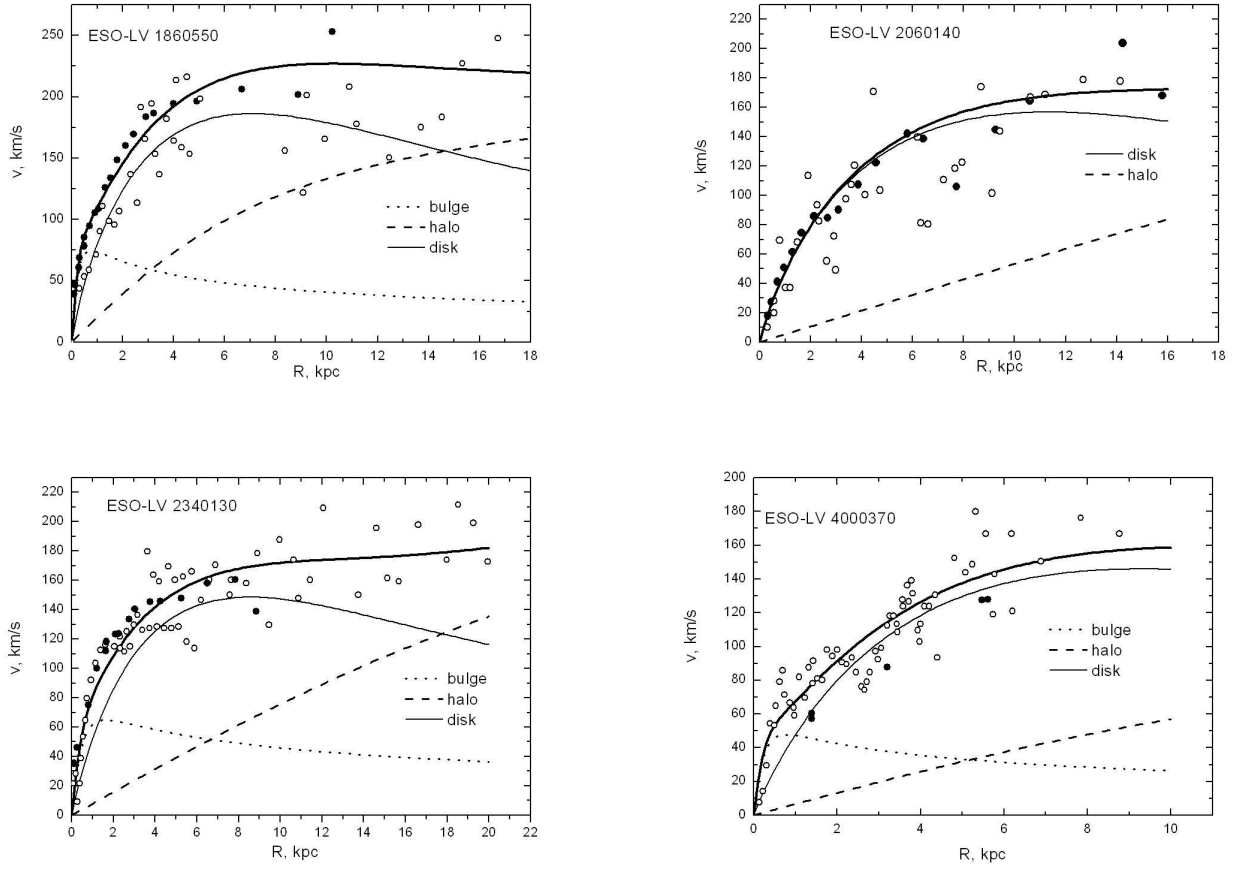 ESO-LV 1860550
v, km/s
250
200
150
100
50
0
bulge
halo
disk
0 2 4 6 8 10 12 14 16 18
R, kpc
ESO-LV 2060140
v, km/s
220
200
180
160
140
120
100
80
60
40
20
0
disk
halo
0 2 4 6 8 10 12 14 16 18
R, kpc
ESO-LV 2340130
v, km/s
220
200
180
160
140
120
100
80
60
40
20
0
bulge
halo
disk
0 2 4 6 8 10 12 14 16 18 20 22
R, kpc
ESO-LV 4000370
v, km/s
200
180
160
140
120
100
80
60
40
20
0
bulge
halo
disk
0 2 4 6 8 10
R, kpc